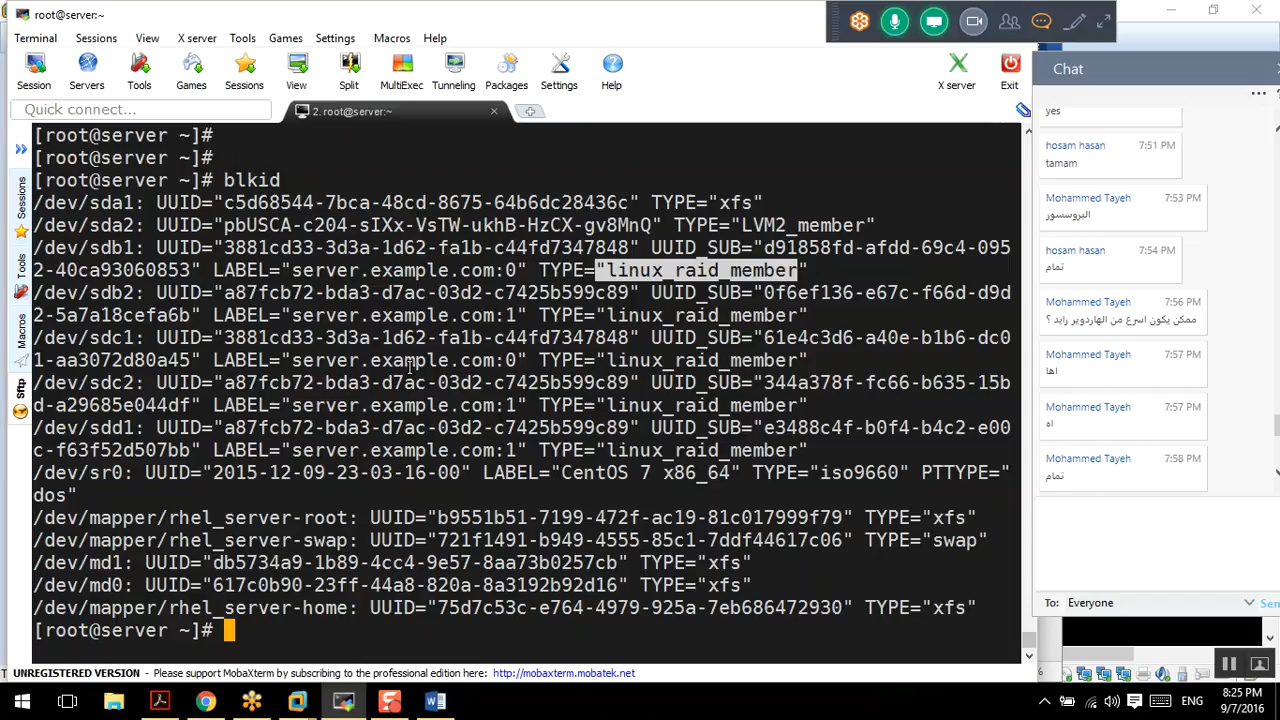 root@server:~
Terminal Sessions View X server Tools Games Settings Macros Help
Session Servers Tools Games Sessions View Split MultiExec Tunneling Packages Settings Help X server Exit
Quick connect...
2. root@server:~
[root@server ~]#
[root@server ~]#
[root@server ~]# blkid
/dev/sda1: UUID="c5d68544-7bca-48cd-8675-64b6dc28436c" TYPE="xfs"
/dev/sda2: UUID="pbUSCA-c204-sIXx-VsTW-ukhB-HzCX-gv8MnQ" TYPE="LVM2_member"
/dev/sdb1: UUID="3881cd33-3d3a-1d62-fa1b-c44fd7347848" UUID_SUB="d91858fd-afdd-69c4-095
2-40ca93060853" LABEL="server.example.com:0" TYPE="linux_raid_member"
/dev/sdb2: UUID="a87fcb72-bda3-d7ac-03d2-c7425b599c89" UUID_SUB="0f6ef136-e67c-f66d-d9d
2-5a7a18cefa6b" LABEL="server.example.com:1" TYPE="linux_raid_member"
/dev/sdc1: UUID="3881cd33-3d3a-1d62-fa1b-c44fd7347848" UUID_SUB="61e4c3d6-a40e-b1b6-dc0
1-aa3072d80a45" LABEL="server.example.com:0" TYPE="linux_raid_member"
/dev/sdc2: UUID="a87fcb72-bda3-d7ac-03d2-c7425b599c89" UUID_SUB="344a378f-fc66-b635-15b
d-a29685e044df" LABEL="server.example.com:1" TYPE="linux_raid_member"
/dev/sdd1: UUID="a87fcb72-bda3-d7ac-03d2-c7425b599c89" UUID_SUB="e3488c4f-b0f4-b4c2-e00
c-f63f52d507bb" LABEL="server.example.com:1" TYPE="linux_raid_member"
/dev/sr0: UUID="2015-12-09-23-03-16-00" LABEL="CentOS 7 x86_64" TYPE="iso9660" PTTYPE="
dos"
/dev/mapper/rhel_server-root: UUID="b9551b51-7199-472f-ac19-81c017999f79" TYPE="xfs"
/dev/mapper/rhel_server-swap: UUID="721f1491-b949-4555-85c1-7ddf44617c06" TYPE="swap"
/dev/md1: UUID="db5734a9-1b89-4cc4-9e57-8aa73b0257cb" TYPE="xfs"
/dev/md0: UUID="617c0b90-23ff-44a8-820a-8a3192b92d16" TYPE="xfs"
/dev/mapper/rhel_server-home: UUID="75d7c53c-e764-4979-925a-7eb686472930" TYPE="xfs"
[root@server ~]#
Sessions
Tools
Macros
Sftp
UNREGISTERED VERSION - Please support MobaXterm by subscribing to the professional edition here: http://mobaxterm.mobatek.net
Chat
yes
hosam hasan 7:51 PM
tamam
Mohammed Tayeh 7:53 PM
البروسسور
hosam hasan 7:54 PM
تمام
Mohammed Tayeh 7:56 PM
ممكن يكون اسرع من الهاردوير رايد ؟
Mohammed Tayeh 7:57 PM
اها
Mohammed Tayeh 7:57 PM
اه
Mohammed Tayeh 7:58 PM
تمام
To: Everyone
Sen
ENG
8:25 PM
9/7/2016